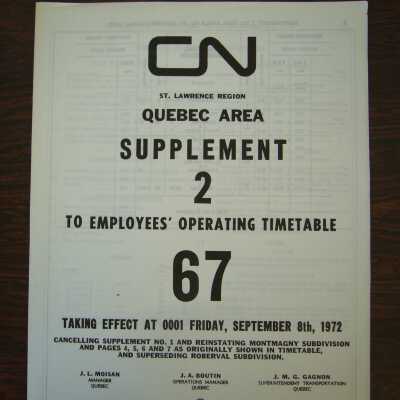 CN
ST. LAWRENCE REGION
QUEBEC AREA
SUPPLEMENT
2
TO EMPLOYEES' OPERATING TIMETABLE
67
TAKING EFFECT AT 0001 FRIDAY, SEPTEMBER 8th, 1972
CANCELLING SUPPLEMENT NO. 1 AND REINSTATING MONTMAGNY SUBDIVISION
AND PAGES 4, 5, 6 AND 7 AS ORIGINALLY SHOWN IN TIMETABLE,
AND SUPERSEDING ROBERVAL SUBDIVISION.
J. L. MOISAN J. A. BOUTIN J. M. G. GAGNON
MANAGER OPERATIONS MANAGER SUPERINTENDENT TRANSPORTATION
QUEBEC QUEBEC QUEBEC